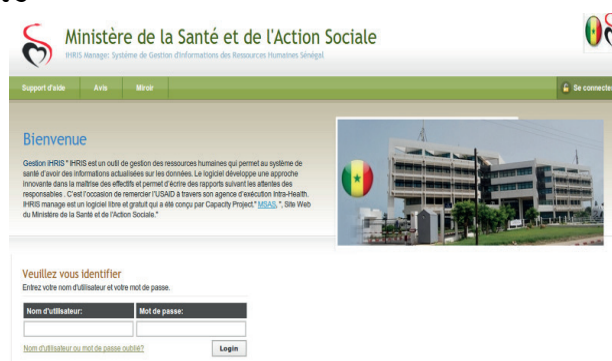 Ministère de la Santé et de l'Action Sociale
IHRIS Manage: Système de Gestion d'Informations des Ressources Humaines Sénégal
Support d'aide Avis Miroir Se connecter
Bienvenue
Gestion IHRIS " IHRIS est un outil de gestion des ressources humaines qui permet au système de
santé d'avoir des informations actualisées sur les données. Le logiciel développe une approche
innovante dans la maîtrise des effectifs et permet d'écrire des rapports suivant les attentes des
responsables . C'est l'occasion de remercier l'USAID à travers son agence d'exécution Intra-Health.
IHRIS manage est un logiciel libre et gratuit qui a été conçu par Capacity Project." MSAS, ", Site Web
du Ministère de la Santé et de l'Action Sociale."
Veuillez vous identifier
Entrez votre nom d'utilisateur et votre mot de passe.
Nom d'utilisateur: Mot de passe:
Nom d'utilisateur ou mot de passe oublié? Login